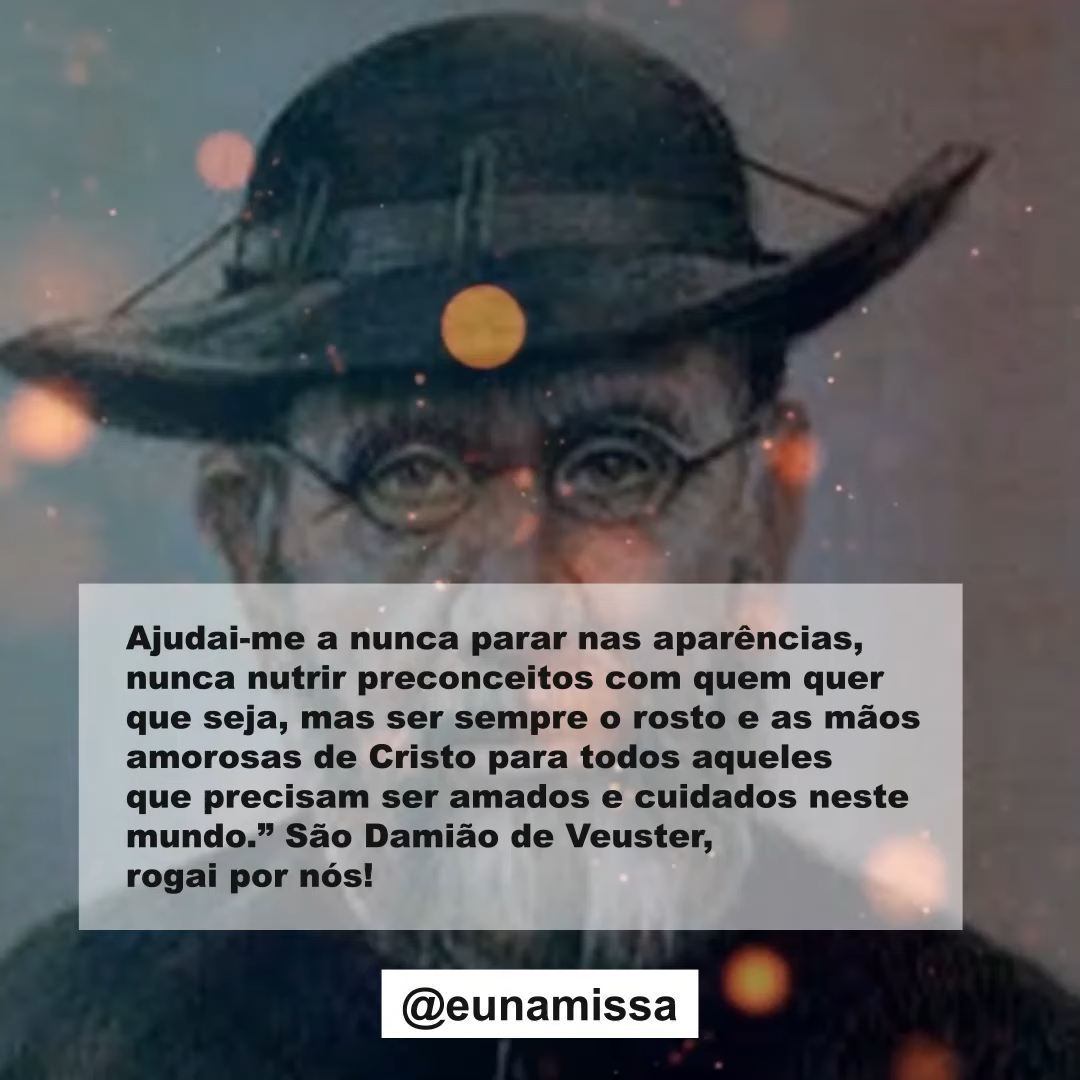 Ajudai-me a nunca parar nas aparências,
nunca nutrir preconceitos com quem quer
que seja, mas ser sempre o rosto e as mãos
amorosas de Cristo para todos aqueles
que precisam ser amados e cuidados neste
mundo.” São Damião de Veuster,
rogai por nós!
@eunamissa